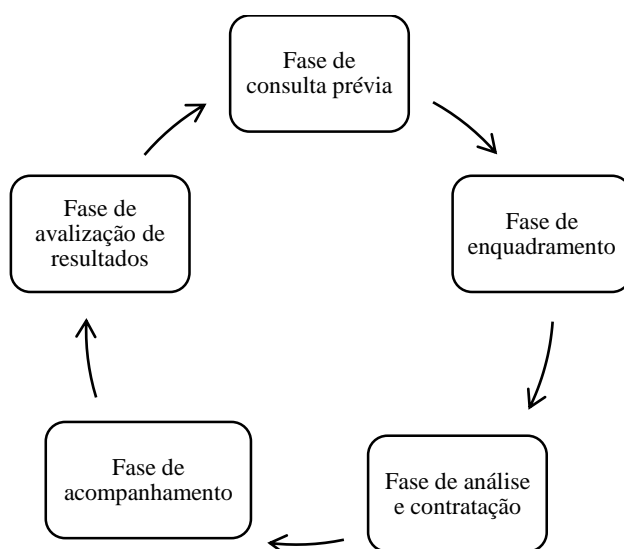 Fase de
consulta prévia
Fase de
enquadramento
Fase de análise
e contratação
Fase de
acompanhamento
Fase de
avalização de
resultados